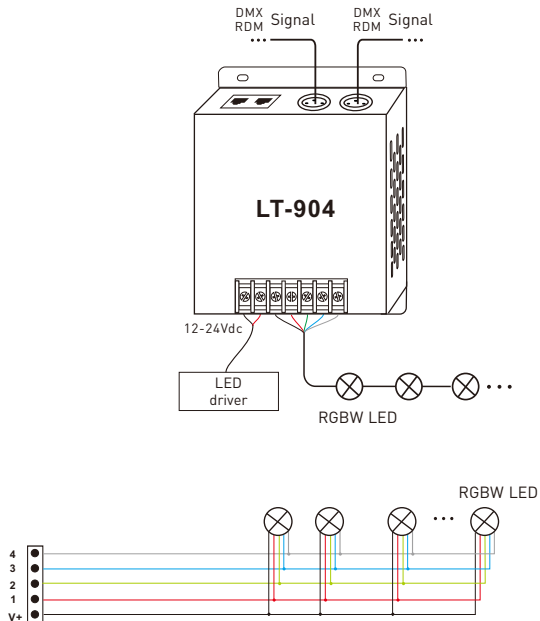 DMX
RDM Signal
...
DMX
RDM Signal
...
LT-904
12-24Vdc
LED
driver
...
RGBW LED
RGBW LED
...
4
3
2
1
V+